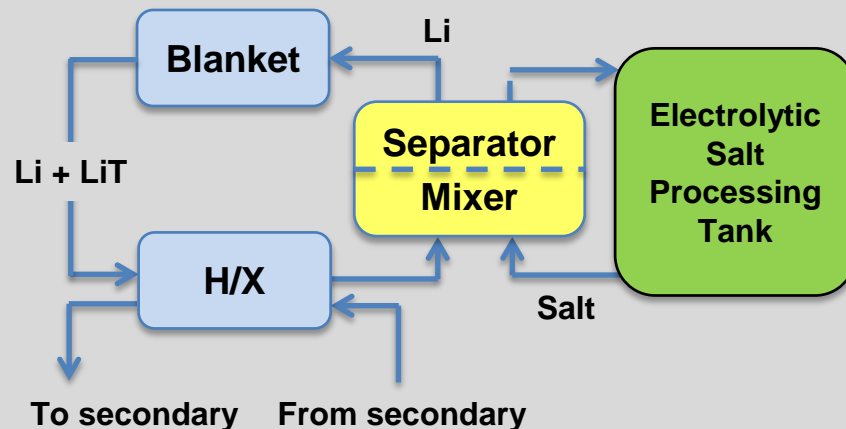 Li
Blanket
Electrolytic
Salt
Processing
Tank
Separator
Mixer
Li + LiT
H/X
Salt
To secondary
From secondary